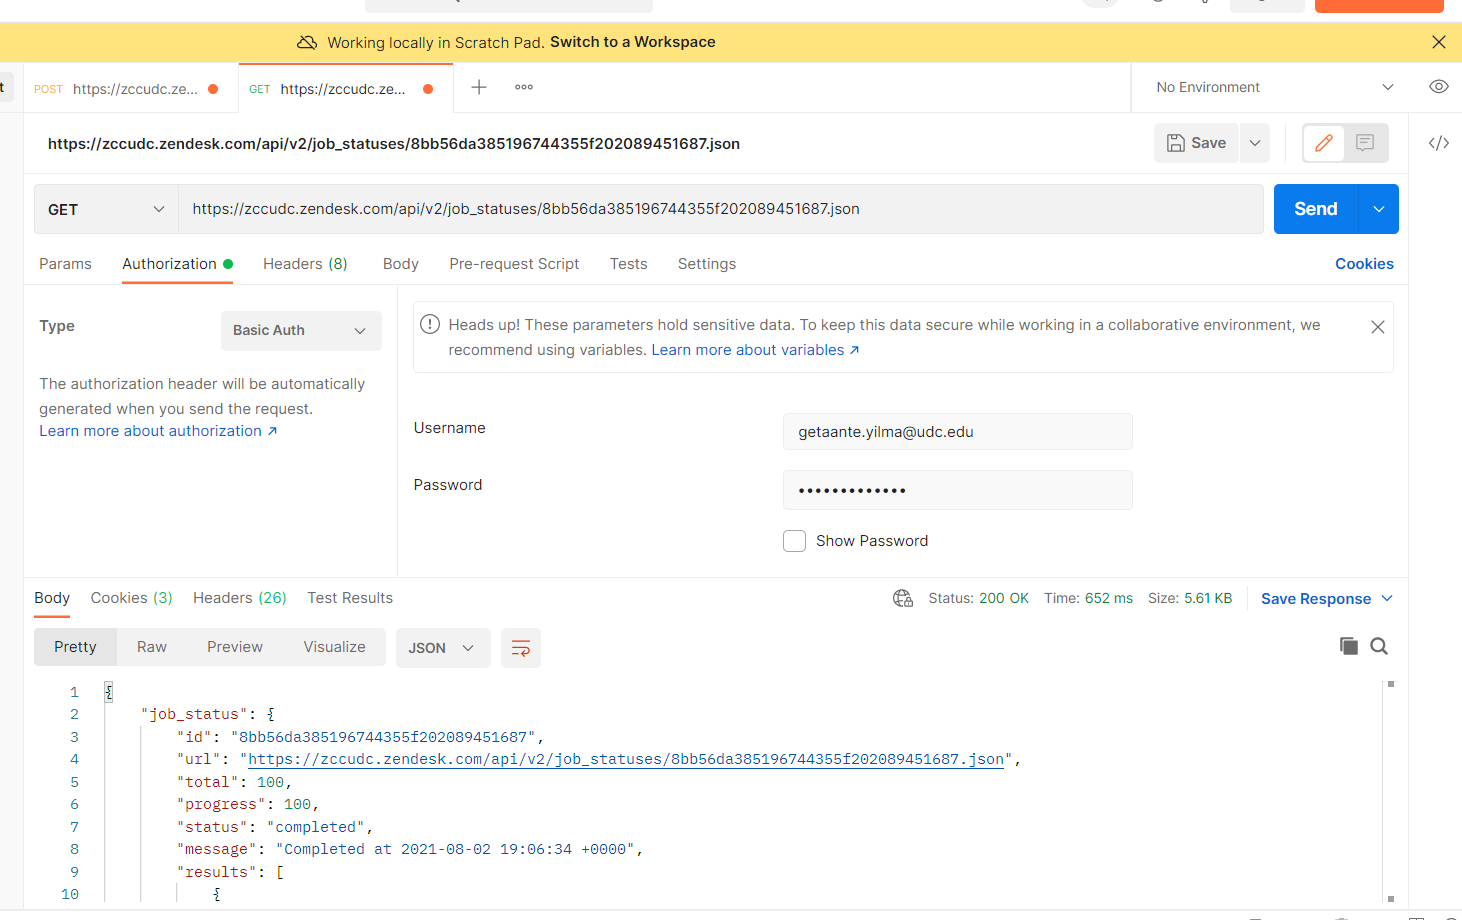 Working locally in Scratch Pad. Switch to a Workspace
t POST https://zccudc.ze... GET https://zccudc.ze... ooo No Environment
https://zccudc.zendesk.com/api/v2/job_statuses/8bb56da385196744355f202089451687.json Save </>
GET https://zccudc.zendesk.com/api/v2/job_statuses/8bb56da385196744355f202089451687.json Send
Params Authorization Headers (8) Body Pre-request Script Tests Settings Cookies
Type Basic Auth
The authorization header will be automatically
generated when you send the request.
Learn more about authorization ↗
Heads up! These parameters hold sensitive data. To keep this data secure while working in a collaborative environment, we
recommend using variables. Learn more about variables ↗
Username getaante.yilma@udc.edu
Password •••••••••••••
Show Password
Body Cookies (3) Headers (26) Test Results Status: 200 OK Time: 652 ms Size: 5.61 KB Save Response
Pretty Raw Preview Visualize JSON
1 {
2 "job_status": {
3 "id": "8bb56da385196744355f202089451687",
4 "url": "https://zccudc.zendesk.com/api/v2/job_statuses/8bb56da385196744355f202089451687.json",
5 "total": 100,
6 "progress": 100,
7 "status": "completed",
8 "message": "Completed at 2021-08-02 19:06:34 +0000",
9 "results": [
10 {